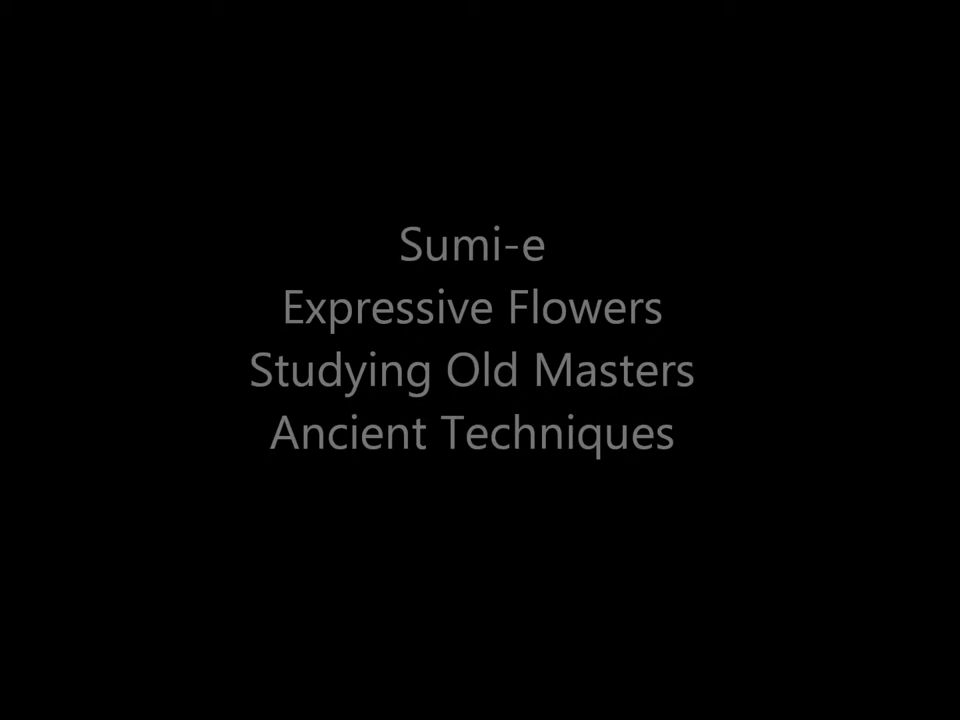 Sumi-e
Expressive Flowers
Studying Old Masters
Ancient Techniques